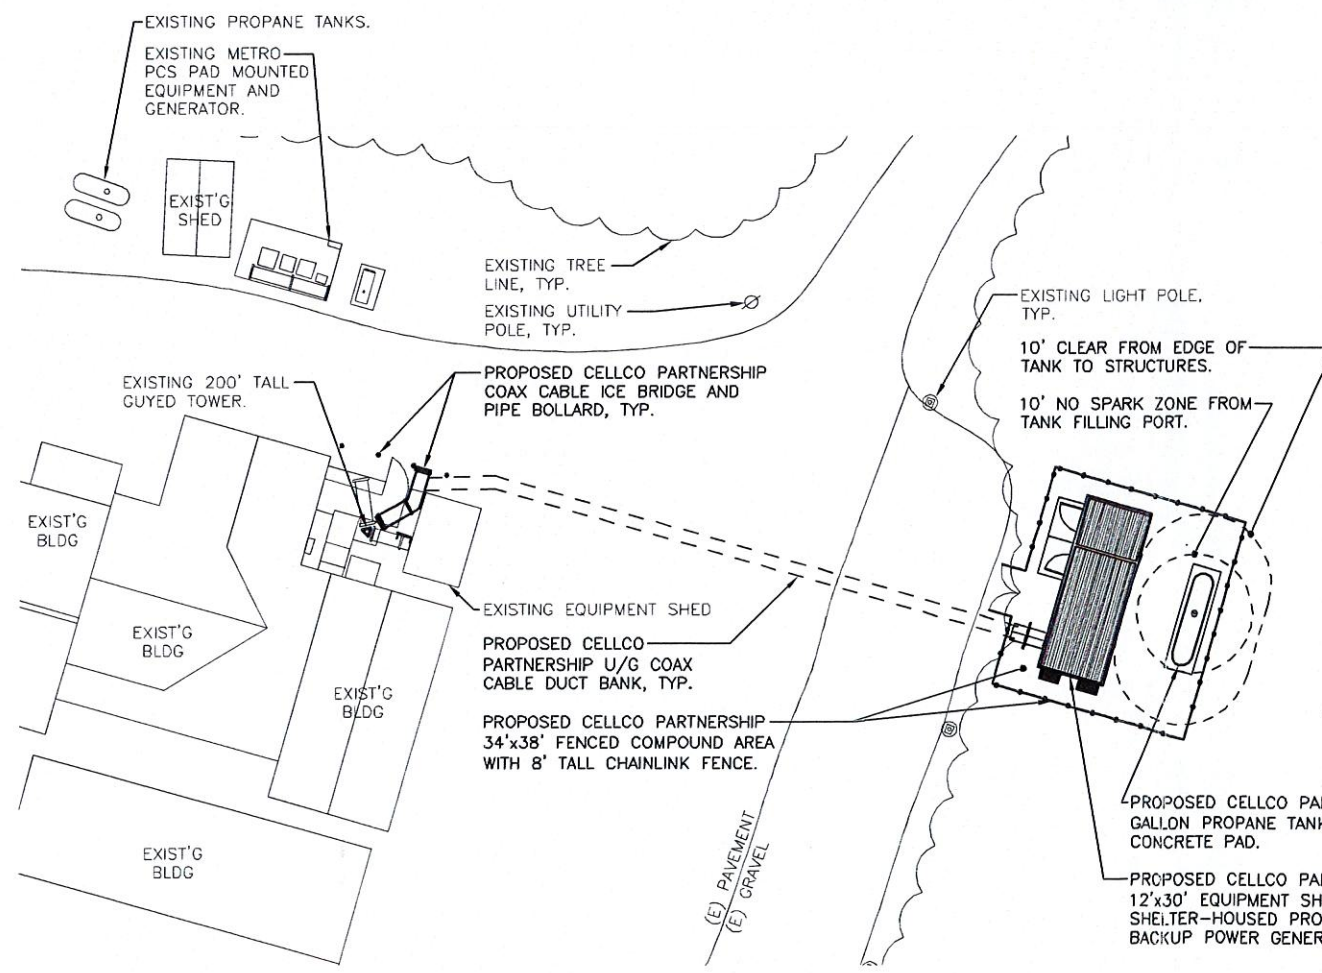 EXISTING PROPANE TANKS.
EXISTING METRO
PCS PAD MOUNTED
EQUIPMENT AND
GENERATOR.
EXIST'G
SHED
EXISTING TREE
LINE, TYP.
EXISTING UTILITY
POLE, TYP.
EXISTING LIGHT POLE,
TYP.
10' CLEAR FROM EDGE OF
TANK TO STRUCTURES.
10' NO SPARK ZONE FROM
TANK FILLING PORT.
EXISTING 200' TALL
GUYED TOWER.
PROPOSED CELLCO PARTNERSHIP
COAX CABLE ICE BRIDGE AND
PIPE BOLLARD, TYP.
EXIST'G
BLDG
EXIST'G
BLDG
EXIST'G
BLDG
EXIST'G
BLDG
EXISTING EQUIPMENT SHED
PROPOSED CELLCO
PARTNERSHIP U/G COAX
CABLE DUCT BANK, TYP.
PROPOSED CELLCO PARTNERSHIP
34'x38' FENCED COMPOUND AREA
WITH 8' TALL CHAINLINK FENCE.
(E) PAVEMENT
(E) GRAVEL
PROPOSED CELLCO PA
GALLON PROPANE TANK
CONCRETE PAD.
PROPOSED CELLCO PA
12'x30' EQUIPMENT SH
SHELTER-HOUSED PRO
BACKUP POWER GENER